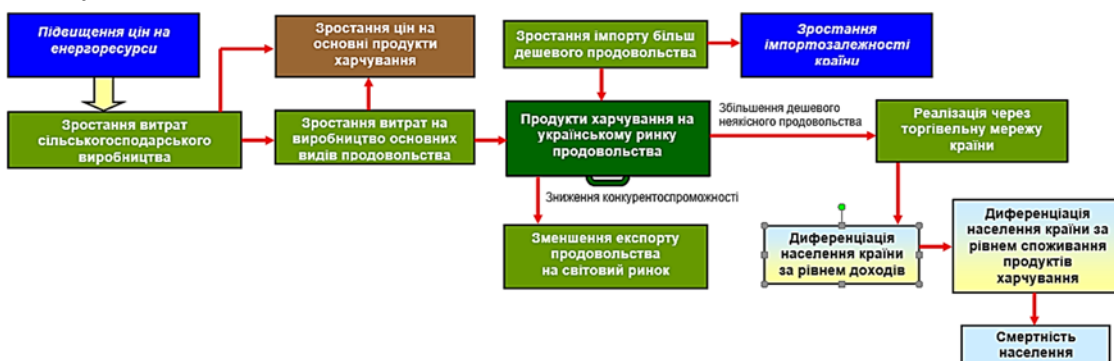 Підвищення цін на
енергоресурси
Зростання цін на
основні продукти
харчування
Зростання імпорту більш
дешевого продовольства
Зростання
імпортозалежності
країни
Зростання витрат
сільськогосподарського
виробництва
Зростання витрат на
виробництво основних
видів продовольства
Продукти харчування на
українському ринку
продовольства
Збільшення дешевого
неякісного продовольства
Реалізація через
торгівельну мережу
країни
Зниження конкурентоспроможності
Зменшення експорту
продовольства
на світовий ринок
Диференціація
населення країни
за рівнем доходів
Диференціація
населення країни за
рівнем споживання
продуктів
харчування
Смертність
населення